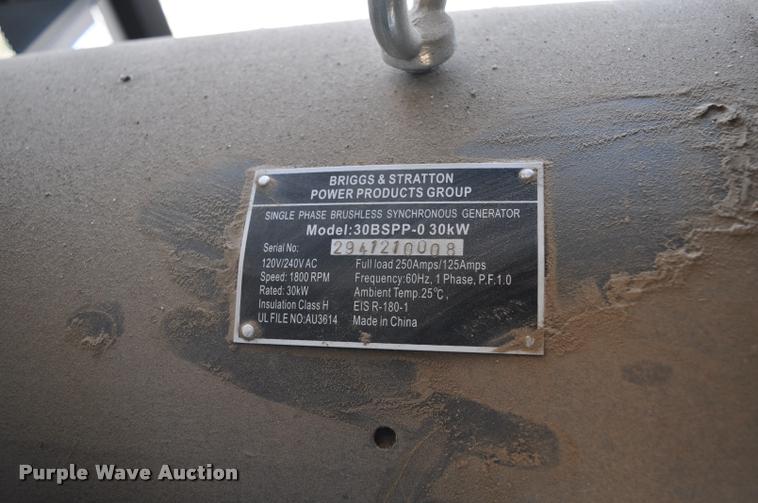 BRIGGS & STRATTON
POWER PRODUCTS GROUP
SINGLE PHASE BRUSHLESS SYNCHRONOUS GENERATOR
Model:30BSPP-0 30kW
Serial No: 2941210008
120V/240V AC Full load 250Amps/125Amps
Speed: 1800 RPM Frequency:60Hz, 1 Phase, P.F.1.0
Rated: 30kW Ambient Temp.25℃,
Insulation Class H EIS R-180-1
UL FILE NO:AU3614 Made in China
Purple Wave Auction